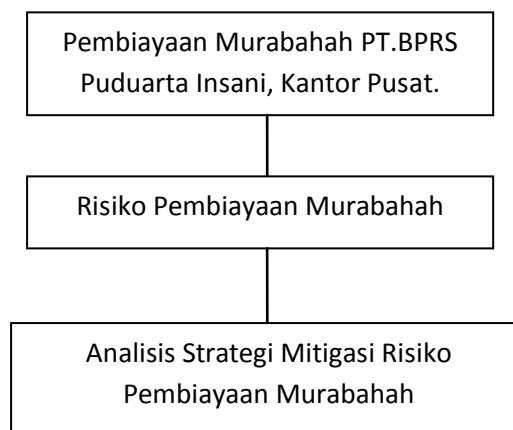 Pembiayaan Murabahah PT.BPRS
Puduarta Insani, Kantor Pusat.
Risiko Pembiayaan Murabahah
Analisis Strategi Mitigasi Risiko
Pembiayaan Murabahah